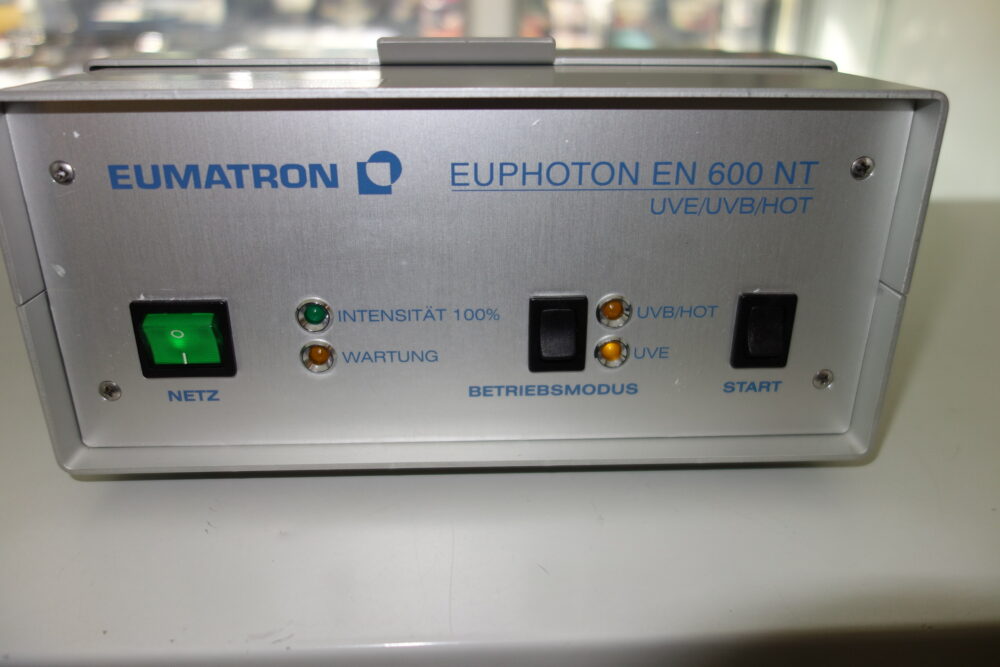 EUMATRON
EUPHOTON EN 600 NT
UVE/UVB/HOT
INTENSITÄT 100%
UVB/HOT
WARTUNG
UVE
NETZ
BETRIEBSMODUS
START